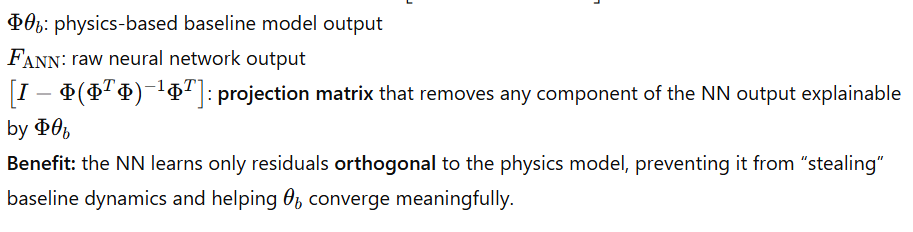 Φθ_b: physics-based baseline model output
F_ANN: raw neural network output
[I − Φ(Φ^TΦ)^{−1}Φ^T]: projection matrix that removes any component of the NN output explainable
by Φθ_b
Benefit: the NN learns only residuals orthogonal to the physics model, preventing it from “stealing”
baseline dynamics and helping θ_b converge meaningfully.